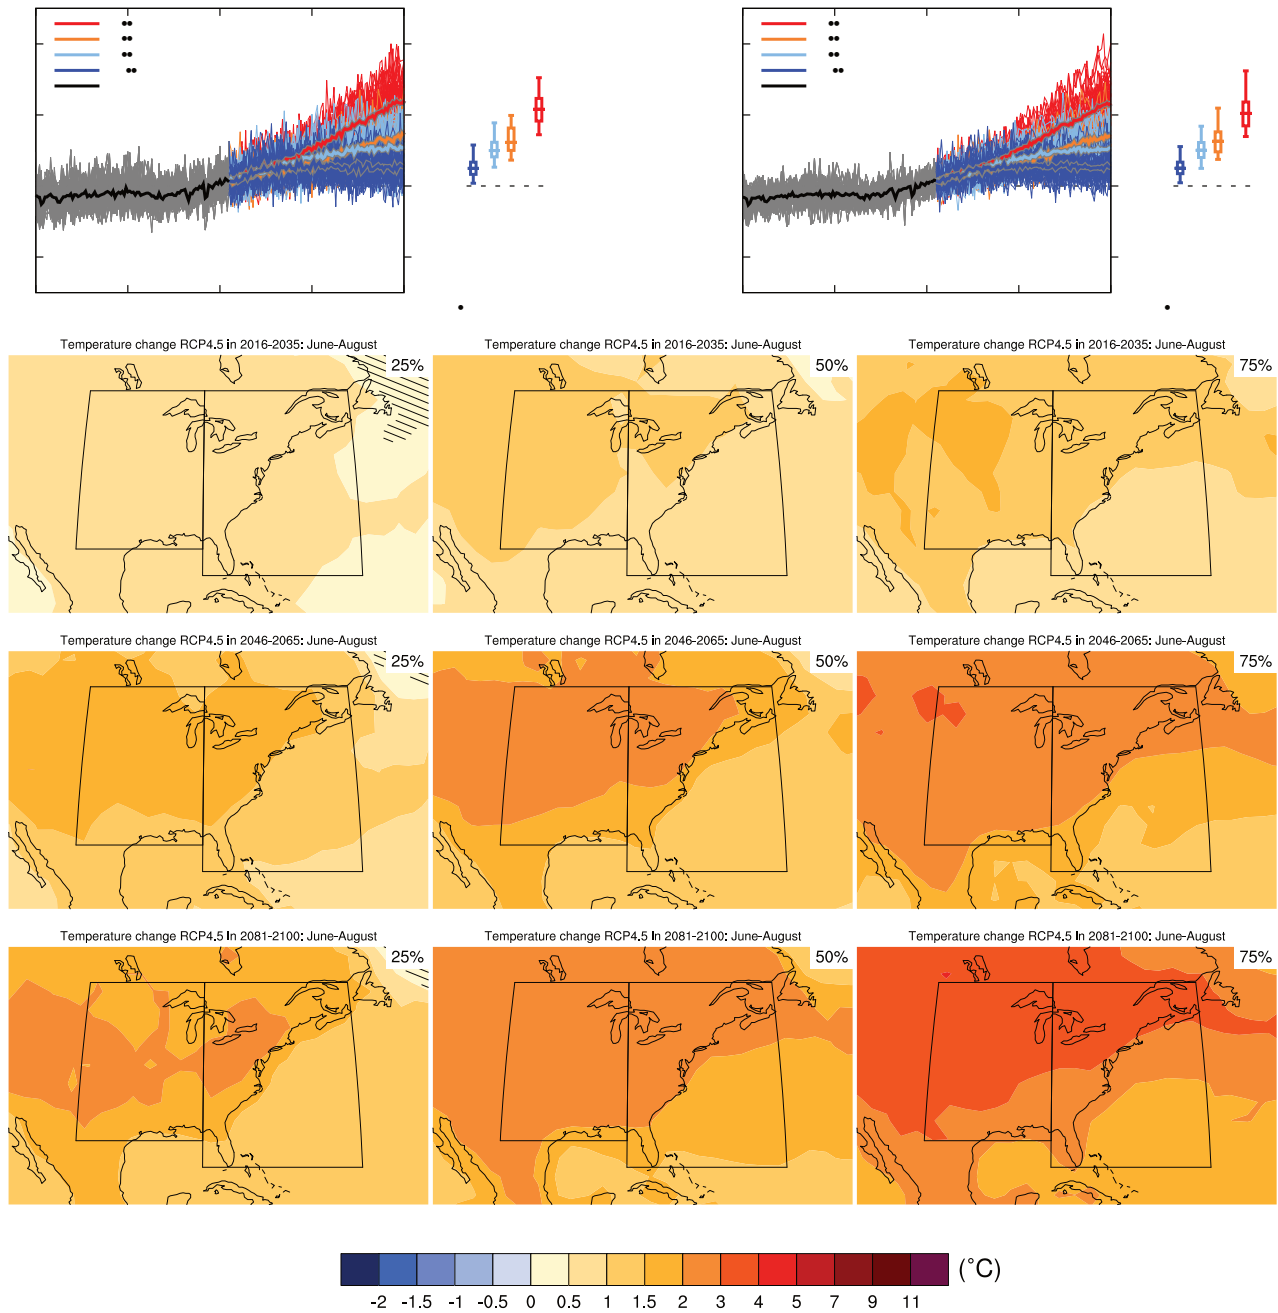 Temperature change RCP4.5 in 2016-2035: June-August
25%
Temperature change RCP4.5 in 2016-2035: June-August
50%
Temperature change RCP4.5 in 2016-2035: June-August
75%
Temperature change RCP4.5 in 2046-2065: June-August
25%
Temperature change RCP4.5 in 2046-2065: June-August
50%
Temperature change RCP4.5 in 2046-2065: June-August
75%
Temperature change RCP4.5 in 2081-2100: June-August
25%
Temperature change RCP4.5 in 2081-2100: June-August
50%
Temperature change RCP4.5 in 2081-2100: June-August
75%
(°C)
-2 -1.5 -1 -0.5 0 0.5 1 1.5 2 3 4 5 7 9 11